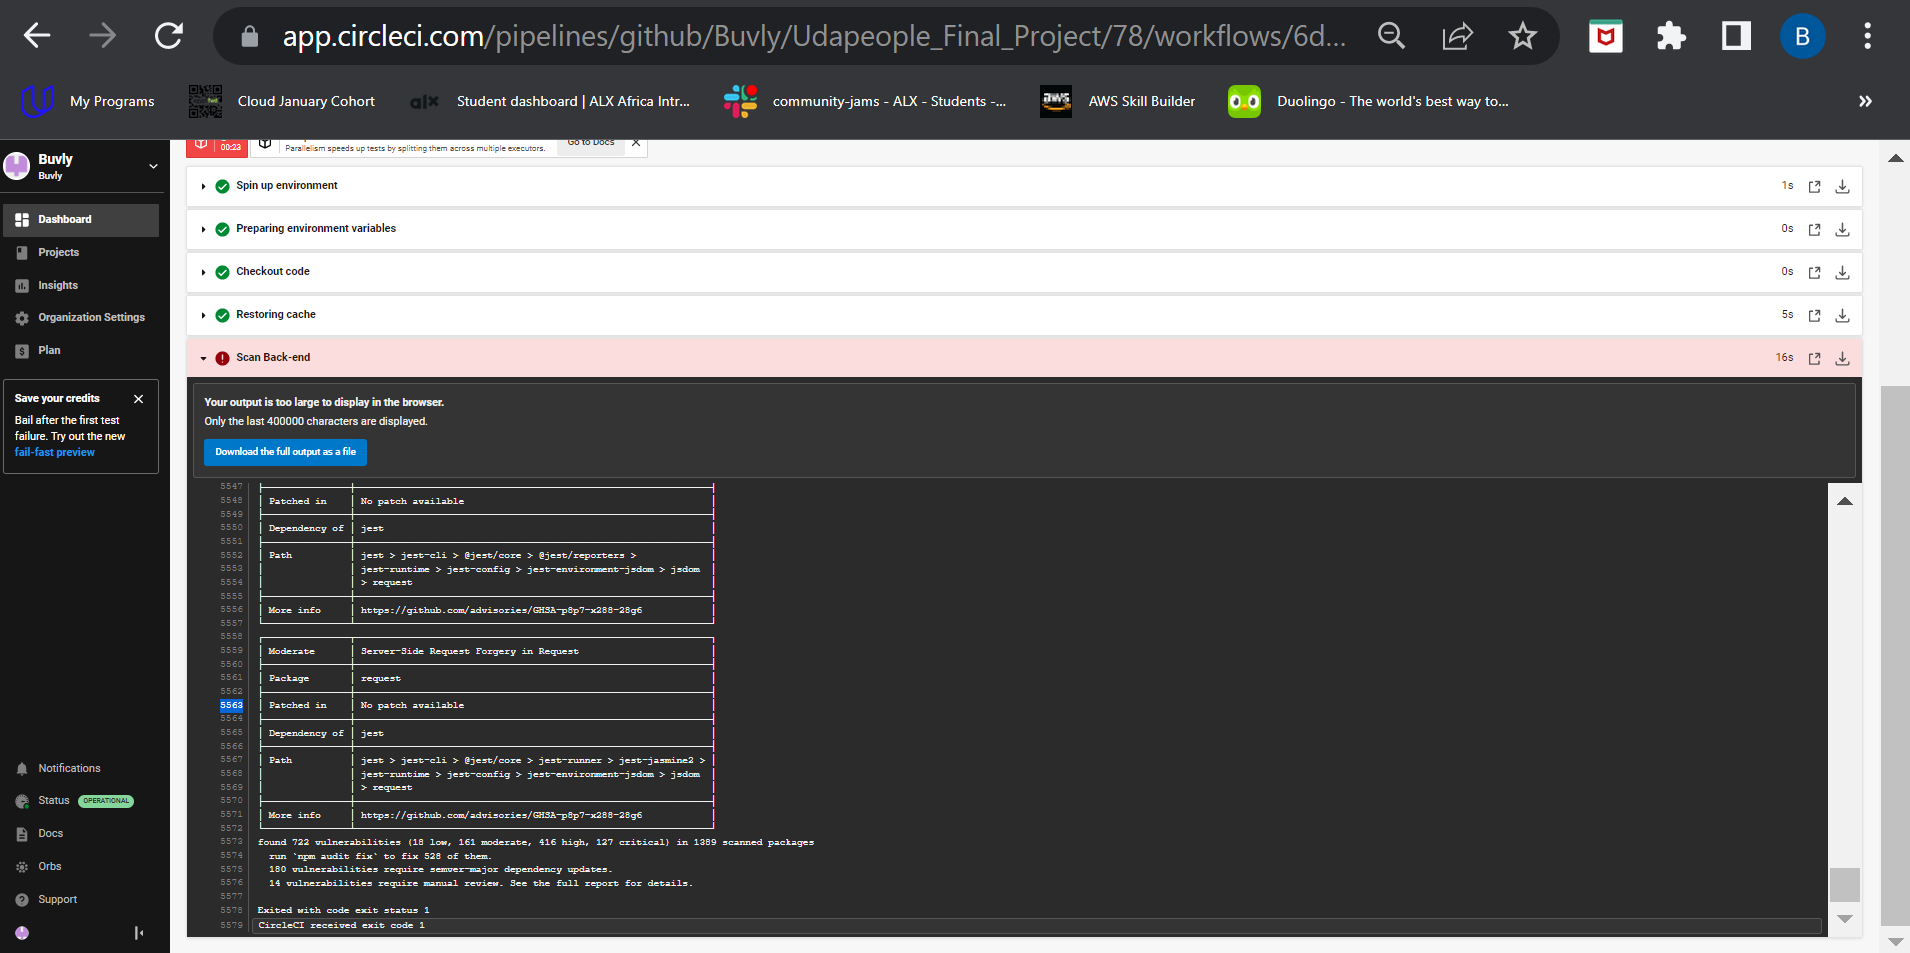 app.circleci.com/pipelines/github/Buvly/Udapeople_Final_Project/78/workflows/6d...
B
My Programs
Cloud January Cohort
alx
Student dashboard | ALX Africa Intr...
community-jams - ALX - Students -...
AWS Skill Builder
Duolingo - The world's best way to...
»
Buvly
Buvly
Dashboard
Projects
Insights
Organization Settings
Plan
Save your credits
Bail after the first test
failure. Try out the new
fail-fast preview
Notifications
Status OPERATIONAL
Docs
Orbs
Support
00:23
Parallelism speeds up tests by splitting them across multiple executors.
Go to Docs
Spin up environment 1s
Preparing environment variables 0s
Checkout code 0s
Restoring cache 5s
Scan Back-end 16s
Your output is too large to display in the browser.
Only the last 400000 characters are displayed.
Download the full output as a file
5547
5548 Patched in No patch available
5549
5550 Dependency of jest
5551
5552 Path jest > jest-cli > @jest/core > @jest/reporters >
5553 jest-runtime > jest-config > jest-environment-jsdom > jsdom
5554 > request
5555
5556 More info https://github.com/advisories/GHSA-p8p7-x288-28g6
5557
5558
5559 Moderate Server-Side Request Forgery in Request
5560
5561 Package request
5562
5563 Patched in No patch available
5564
5565 Dependency of jest
5566
5567 Path jest > jest-cli > @jest/core > jest-runner > jest-jasmine2 >
5568 jest-runtime > jest-config > jest-environment-jsdom > jsdom
5569 > request
5570
5571 More info https://github.com/advisories/GHSA-p8p7-x288-28g6
5572
5573 found 722 vulnerabilities (18 low, 161 moderate, 416 high, 127 critical) in 1389 scanned packages
5574 run `npm audit fix` to fix 528 of them.
5575 180 vulnerabilities require semver-major dependency updates.
5576 14 vulnerabilities require manual review. See the full report for details.
5577
5578 Exited with code exit status 1
5579 CircleCI received exit code 1